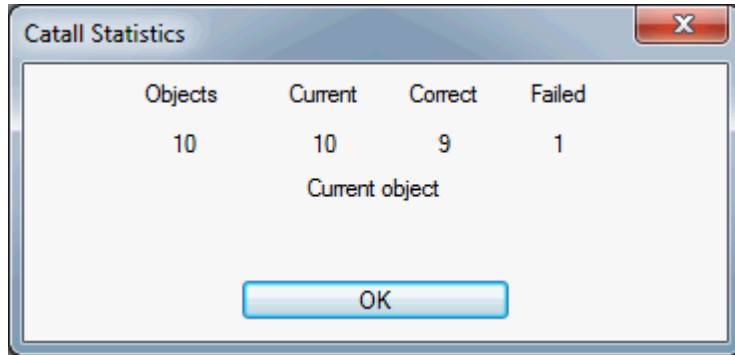 Catall Statistics
Objects Current Correct Failed
10 10 9 1
Current object
OK